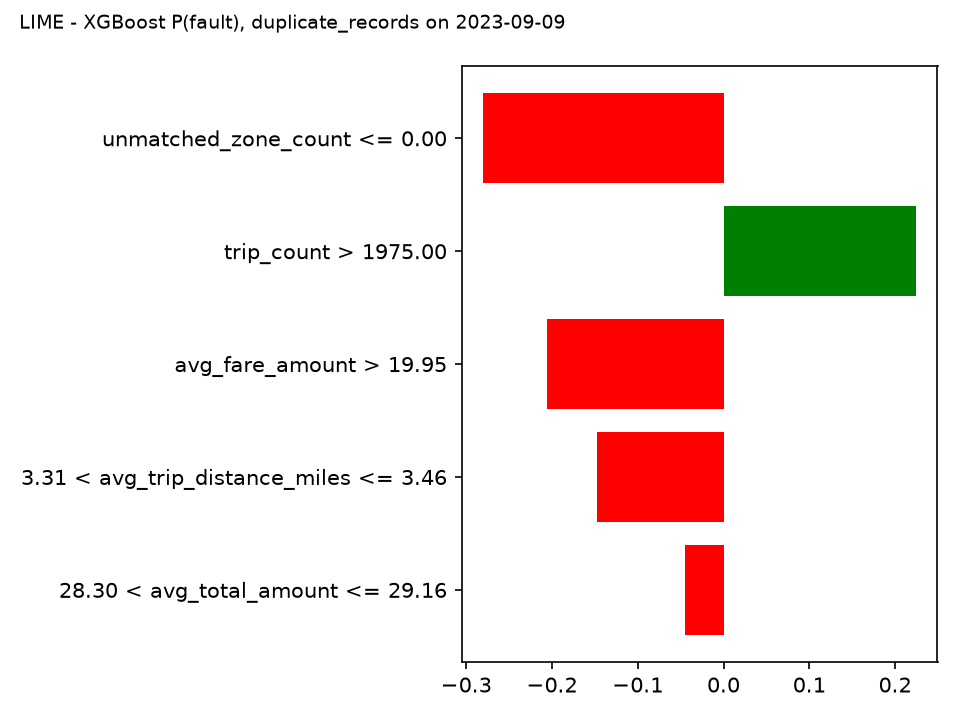 LIME - XGBoost P(fault), duplicate_records on 2023-09-09
unmatched_zone_count <= 0.00
trip_count > 1975.00
avg_fare_amount > 19.95
3.31 < avg_trip_distance_miles <= 3.46
28.30 < avg_total_amount <= 29.16
−0.3 −0.2 −0.1 0.0 0.1 0.2